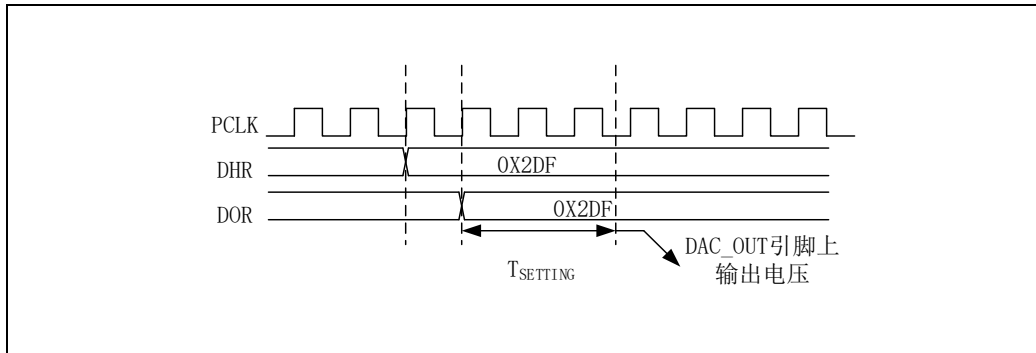 PCLK
DHR
0X2DF
DOR
0X2DF
DAC_OUT引脚上
输出电压
TSETTING